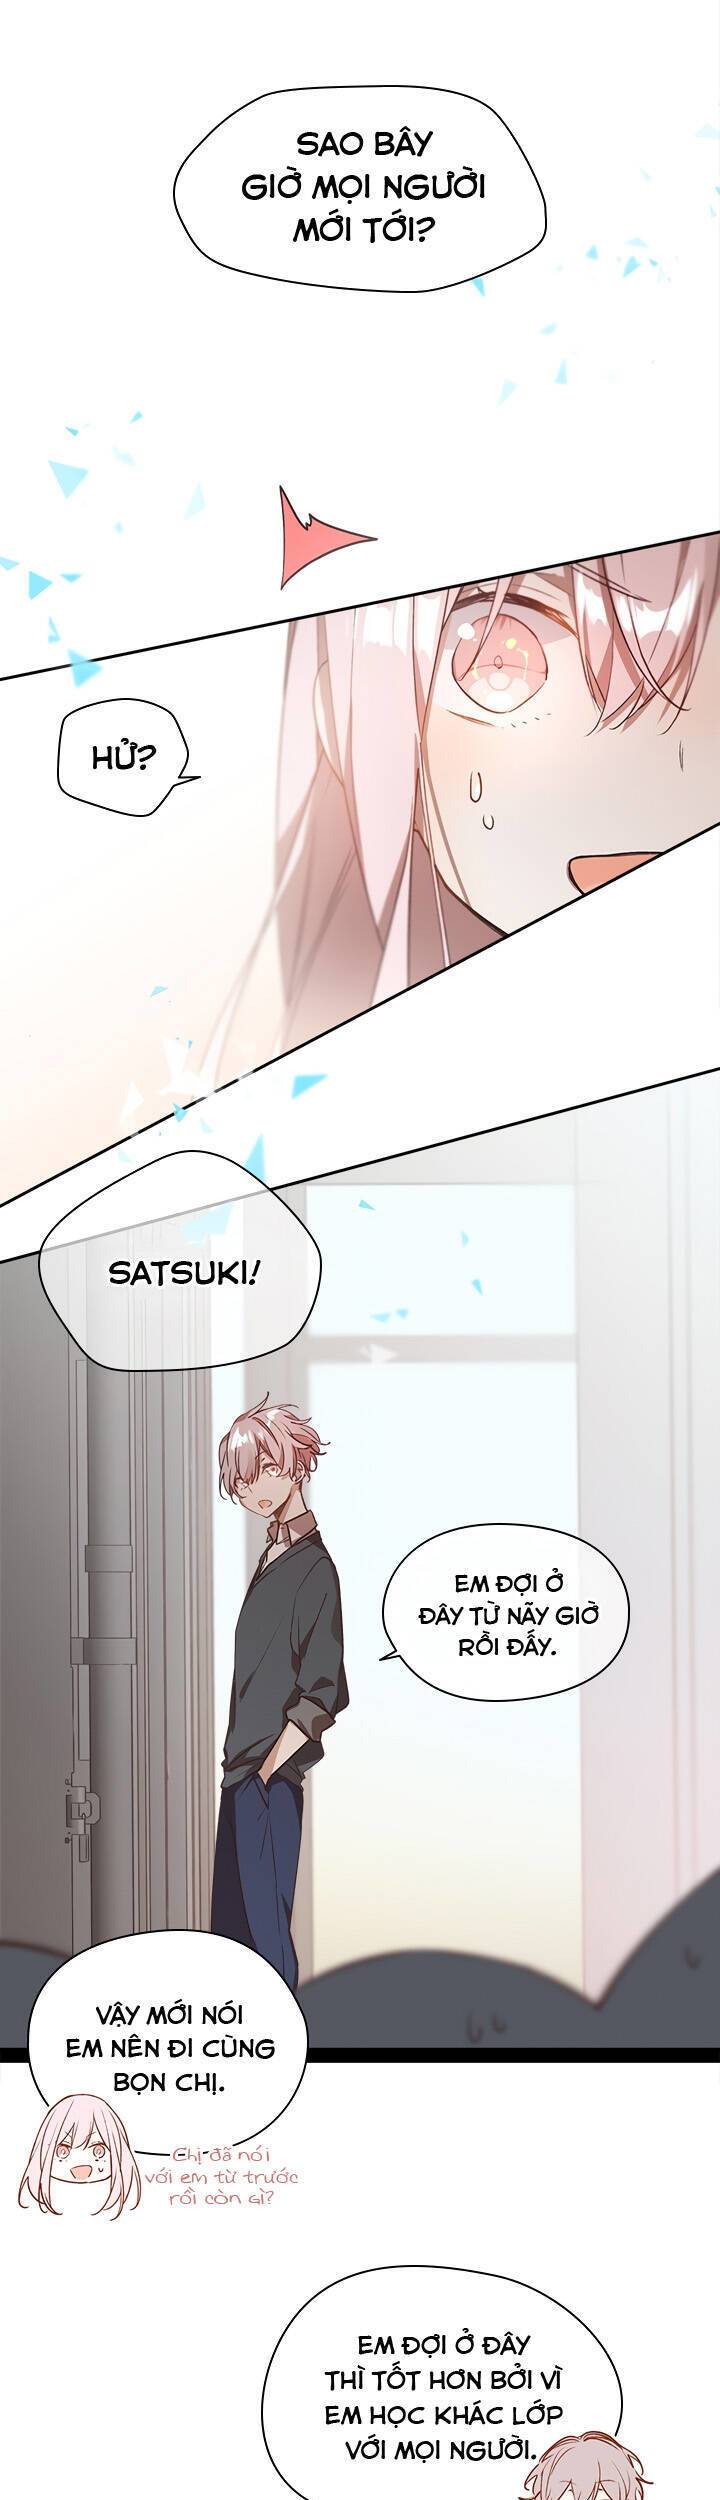 SAO BÂY
GIỜ MỌI NGƯỜI
MỚI TỚI?
HỬ?
SATSUKI!
EM ĐỢI Ở
ĐÂY TỪ NÃY GIỜ
RỒI ĐẤY.
VẬY MỚI NÓI
EM NÊN ĐI CÙNG
BỌN CHỊ.
Chị đã nói
với em từ trước
rồi còn gì?
EM ĐỢI Ở ĐÂY
THÌ TỐT HƠN BỞI VÌ
EM HỌC KHÁC LỚP
VỚI MỌI NGƯỜI.